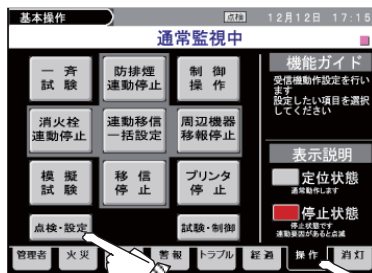 基本操作
点検
12月12日 17:15
通常監視中
一斉
試験
防排煙
連動停止
制御
操作
消火栓
連動停止
連動移信
一括設定
周辺機器
移報停止
模擬
試験
移信
停止
プリンタ
停止
点検・設定
試験・制御
機能ガイド
受信機動作設定を行い
ます
設定したい項目を選択
してください
表示説明
定位状態
通常動作します
停止状態
停止状態です
連動要因があると点滅
管理者
火災
警報
トラブル
経過
操作
消灯